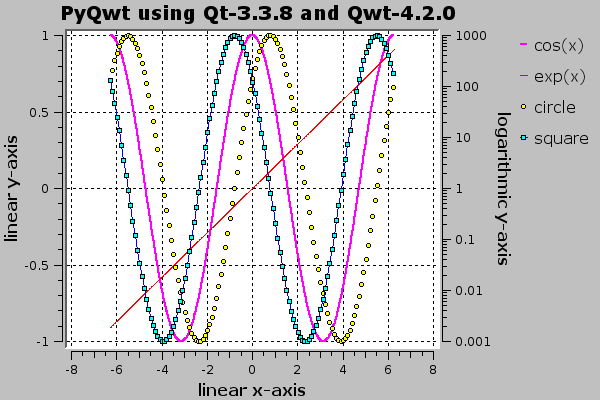 PyQwt using Qt-3.3.8 and Qwt-4.2.0
linear y-axis
1
0.5
0
-0.5
-1
1000
100
10
1
0.1
0.01
0.001
logarithmic y-axis
cos(x)
exp(x)
circle
square
-8 -6 -4 -2 0 2 4 6 8
linear x-axis